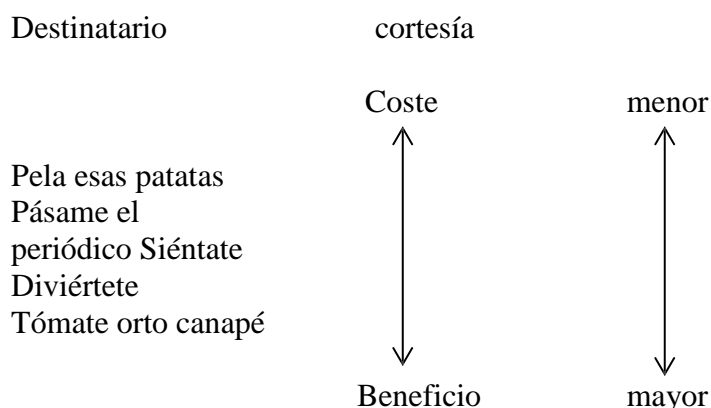 Destinatario cortesía
Coste menor
Pela esas patatas
Pásame el
periódico Siéntate
Diviértete
Tómate orto canapé
Beneficio mayor